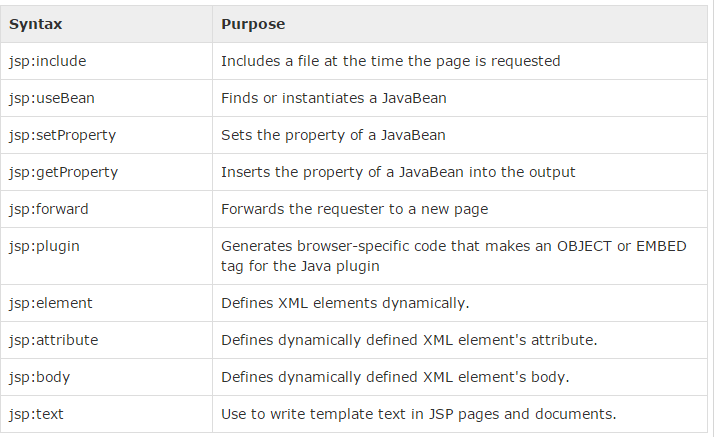 Syntax Purpose
jsp:include Includes a file at the time the page is requested
jsp:useBean Finds or instantiates a JavaBean
jsp:setProperty Sets the property of a JavaBean
jsp:getProperty Inserts the property of a JavaBean into the output
jsp:forward Forwards the requester to a new page
jsp:plugin Generates browser-specific code that makes an OBJECT or EMBED
tag for the Java plugin
jsp:element Defines XML elements dynamically.
jsp:attribute Defines dynamically defined XML element's attribute.
jsp:body Defines dynamically defined XML element's body.
jsp:text Use to write template text in JSP pages and documents.